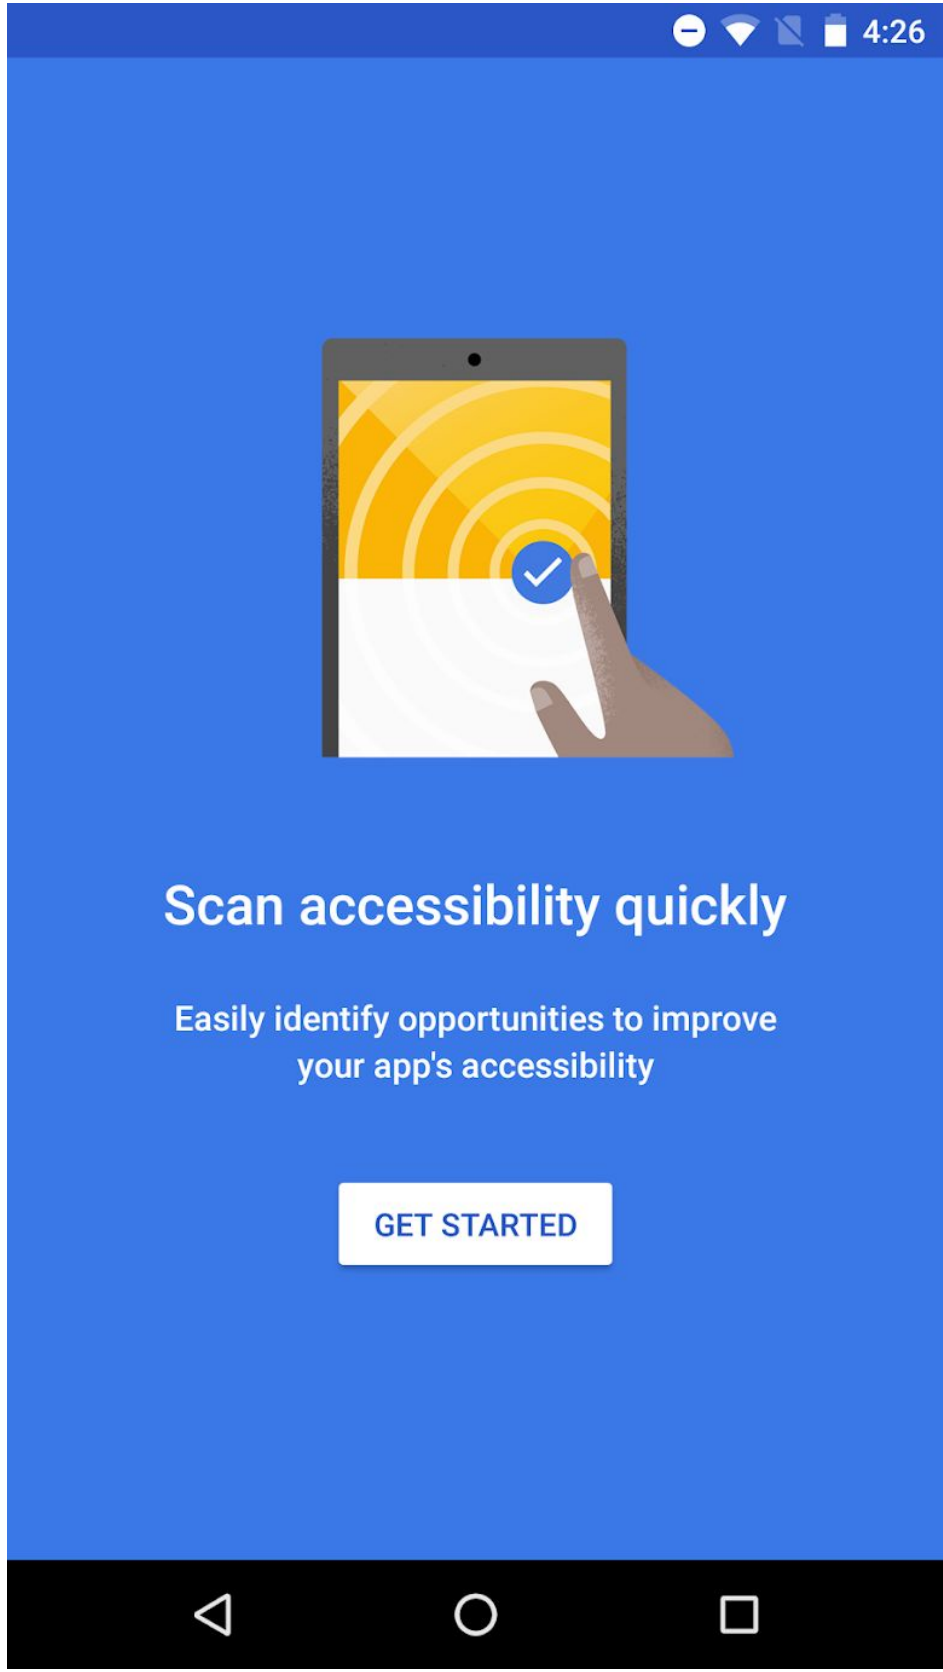 4:26
Scan accessibility quickly
Easily identify opportunities to improve
your app's accessibility
GET STARTED